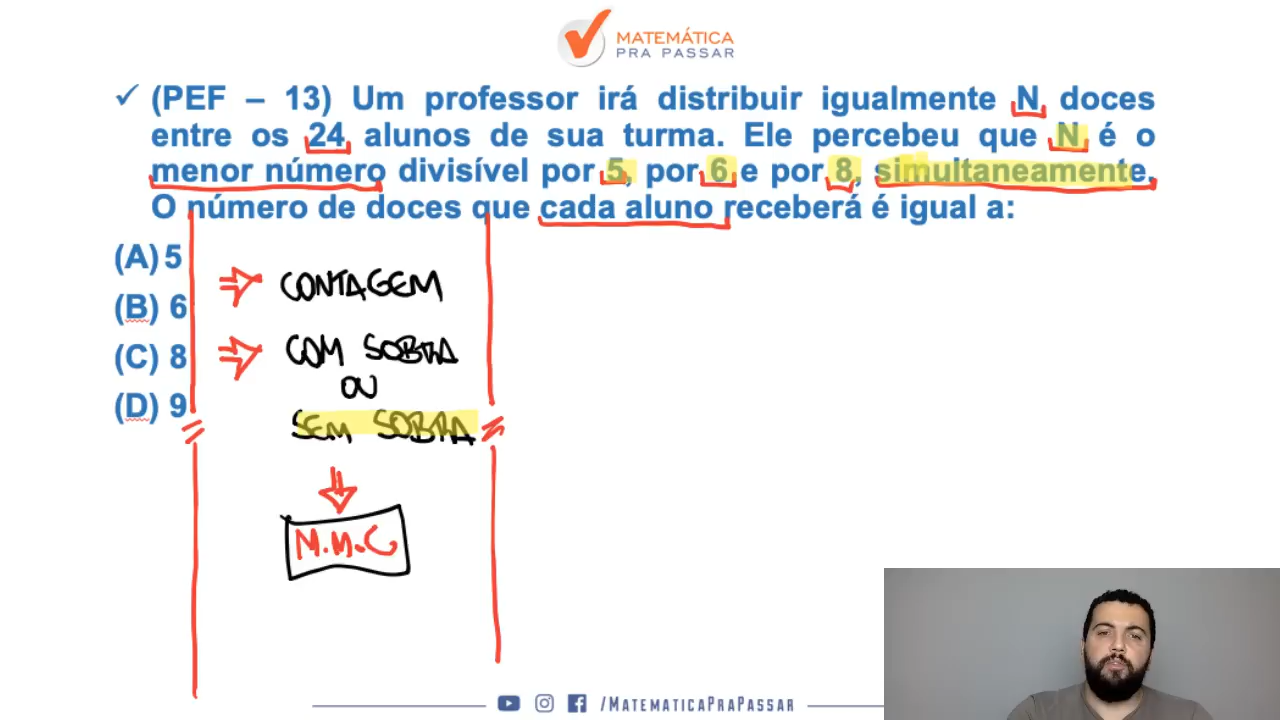 MATEMÁTICA
PRA PASSAR
✓ (PEF – 13) Um professor irá distribuir igualmente N doces
entre os 24 alunos de sua turma. Ele percebeu que N é o
menor número divisível por 5, por 6 e por 8, simultaneamente.
O número de doces que cada aluno receberá é igual a:
(A) 5
(B) 6
(C) 8
(D) 9
⇒ CONTAGEM
⇒ COM SOBRA
OU
SEM SOBRA
M.M.C
/MATEMATICAPRAPASSAR